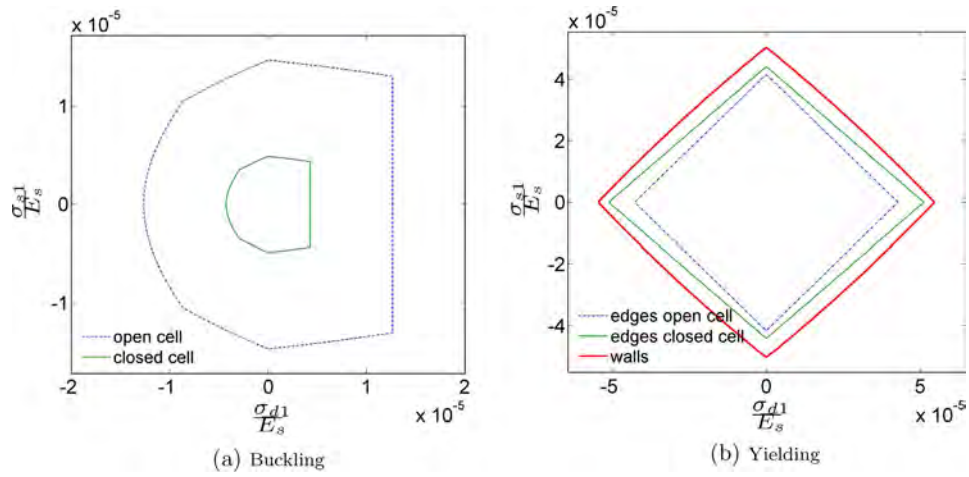 x 10⁻⁵
1
0
-1
σs1/Es
open cell
closed cell
-2 -1 0 1 2
σd1/Es
x 10⁻⁵
(a) Buckling
x 10⁻⁵
4
2
0
-2
-4
σs1/Es
edges open cell
edges closed cell
walls
-5 0 5
σd1/Es
x 10⁻⁵
(b) Yielding